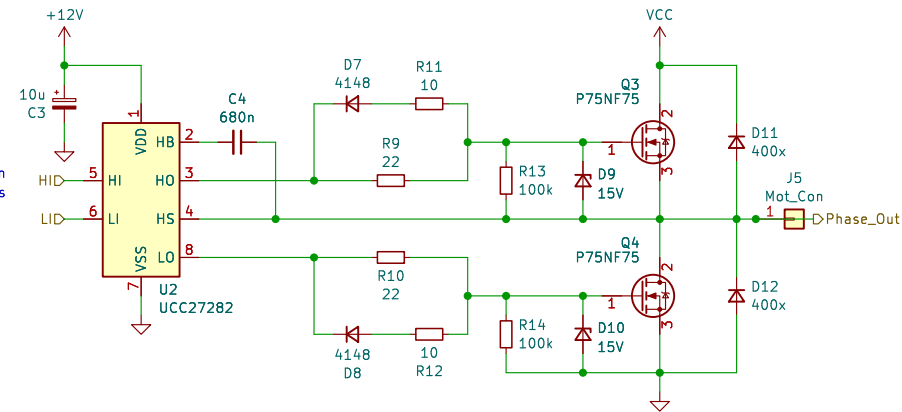 +12V
VCC
D7
4148
R11
10
Q3
P75NF75
2
1
3
10u
+
C3
C4
680n
1
VDD
HB
2
R9
22
R13
100k
D9
15V
D11
400x
J5
Mot_Con
1
Phase_Out
n
s
HI
5
HI
HO
3
LI
6
LI
HS
4
VSS
7
LO
8
U2
UCC27282
R10
22
Q4
P75NF75
2
1
3
D12
400x
R14
100k
D10
15V
4148
D8
10
R12